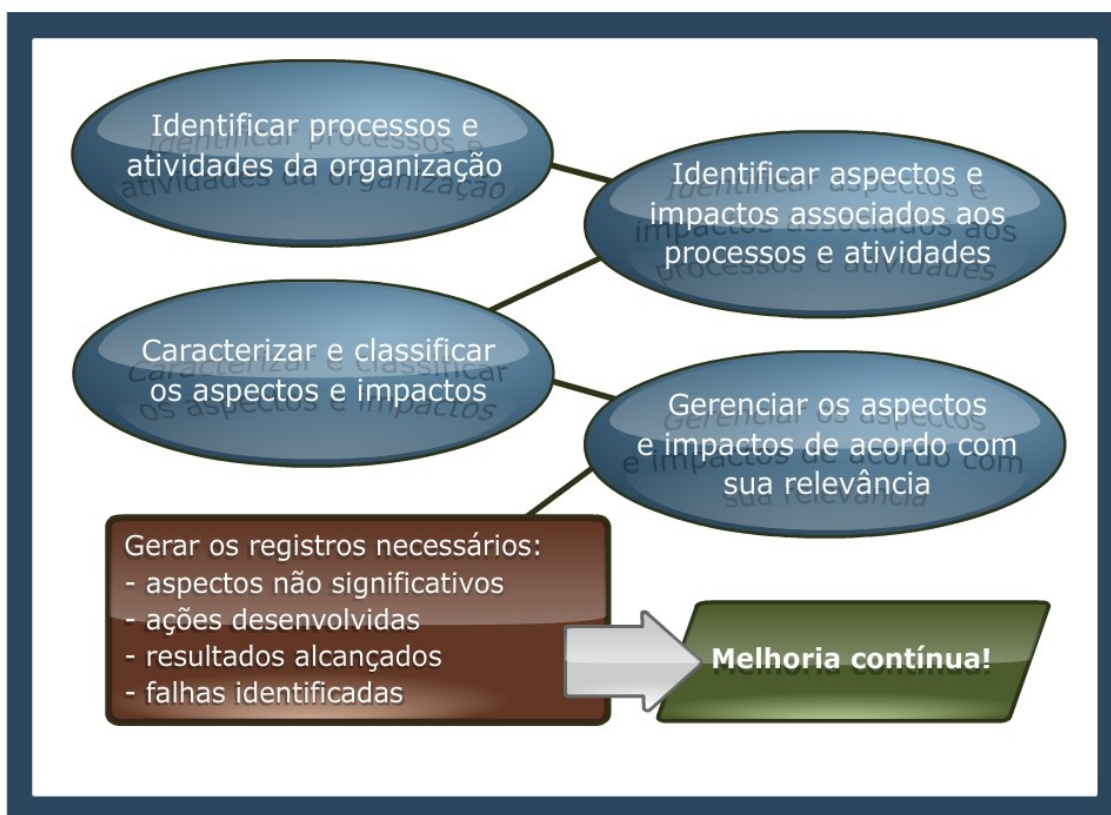 Identificar processos e
atividades da organização
Identificar aspectos e
impactos associados aos
processos e atividades
Caracterizar e classificar
os aspectos e impactos
Gerenciar os aspectos
e impactos de acordo com
sua relevância
Gerar os registros necessários:
- aspectos não significativos
- ações desenvolvidas
- resultados alcançados
- falhas identificadas
Melhoria contínua!